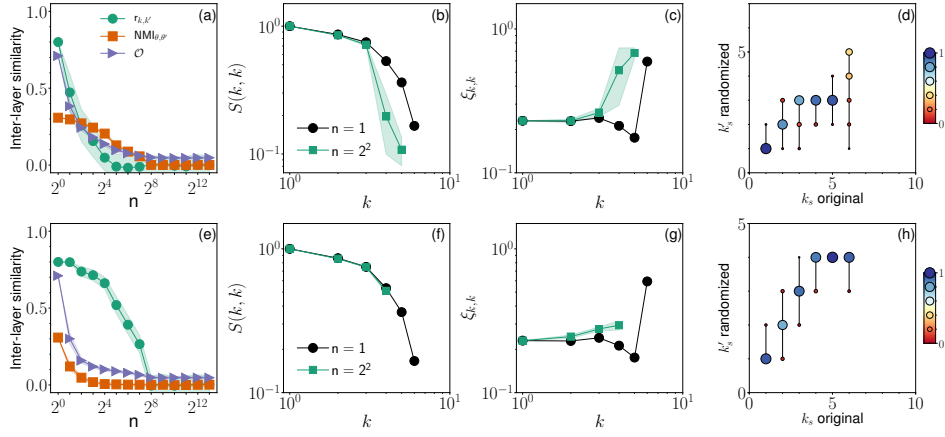 (a)
Inter-layer similarity
1.0
0.5
0.0
r_{k,k'}
NMI_{θ,θ'}
𝒪
2^0 2^4 2^8 2^12
n
(b)
S(k, k)
10^0
10^{-1}
n = 1
n = 2^2
10^0 10^1
k
(c)
ξ_{k,k}
10^0
10^{-1}
10^0 10^1
k
(d)
k'_s randomized
5
0
0 5 10
k_s original
1
0
(e)
Inter-layer similarity
1.0
0.5
0.0
2^0 2^4 2^8 2^12
n
(f)
S(k, k)
10^0
10^{-1}
n = 1
n = 2^2
10^0 10^1
k
(g)
ξ_{k,k}
10^0
10^{-1}
10^0 10^1
k
(h)
k'_s randomized
5
0
0 5 10
k_s original
1
0